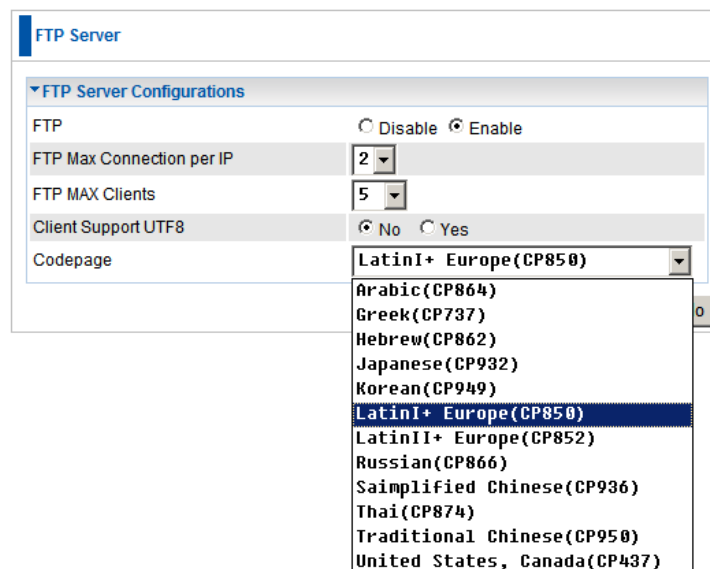 FTP Server
FTP Server Configurations
FTP Disable Enable
FTP Max Connection per IP 2
FTP MAX Clients 5
Client Support UTF8 No Yes
Codepage LatinI+ Europe(CP850)
Arabic(CP864)
Greek(CP737)
Hebrew(CP862)
Japanese(CP932)
Korean(CP949)
LatinI+ Europe(CP850)
LatinII+ Europe(CP852)
Russian(CP866)
Saimplified Chinese(CP936)
Thai(CP874)
Traditional Chinese(CP950)
United States, Canada(CP437)